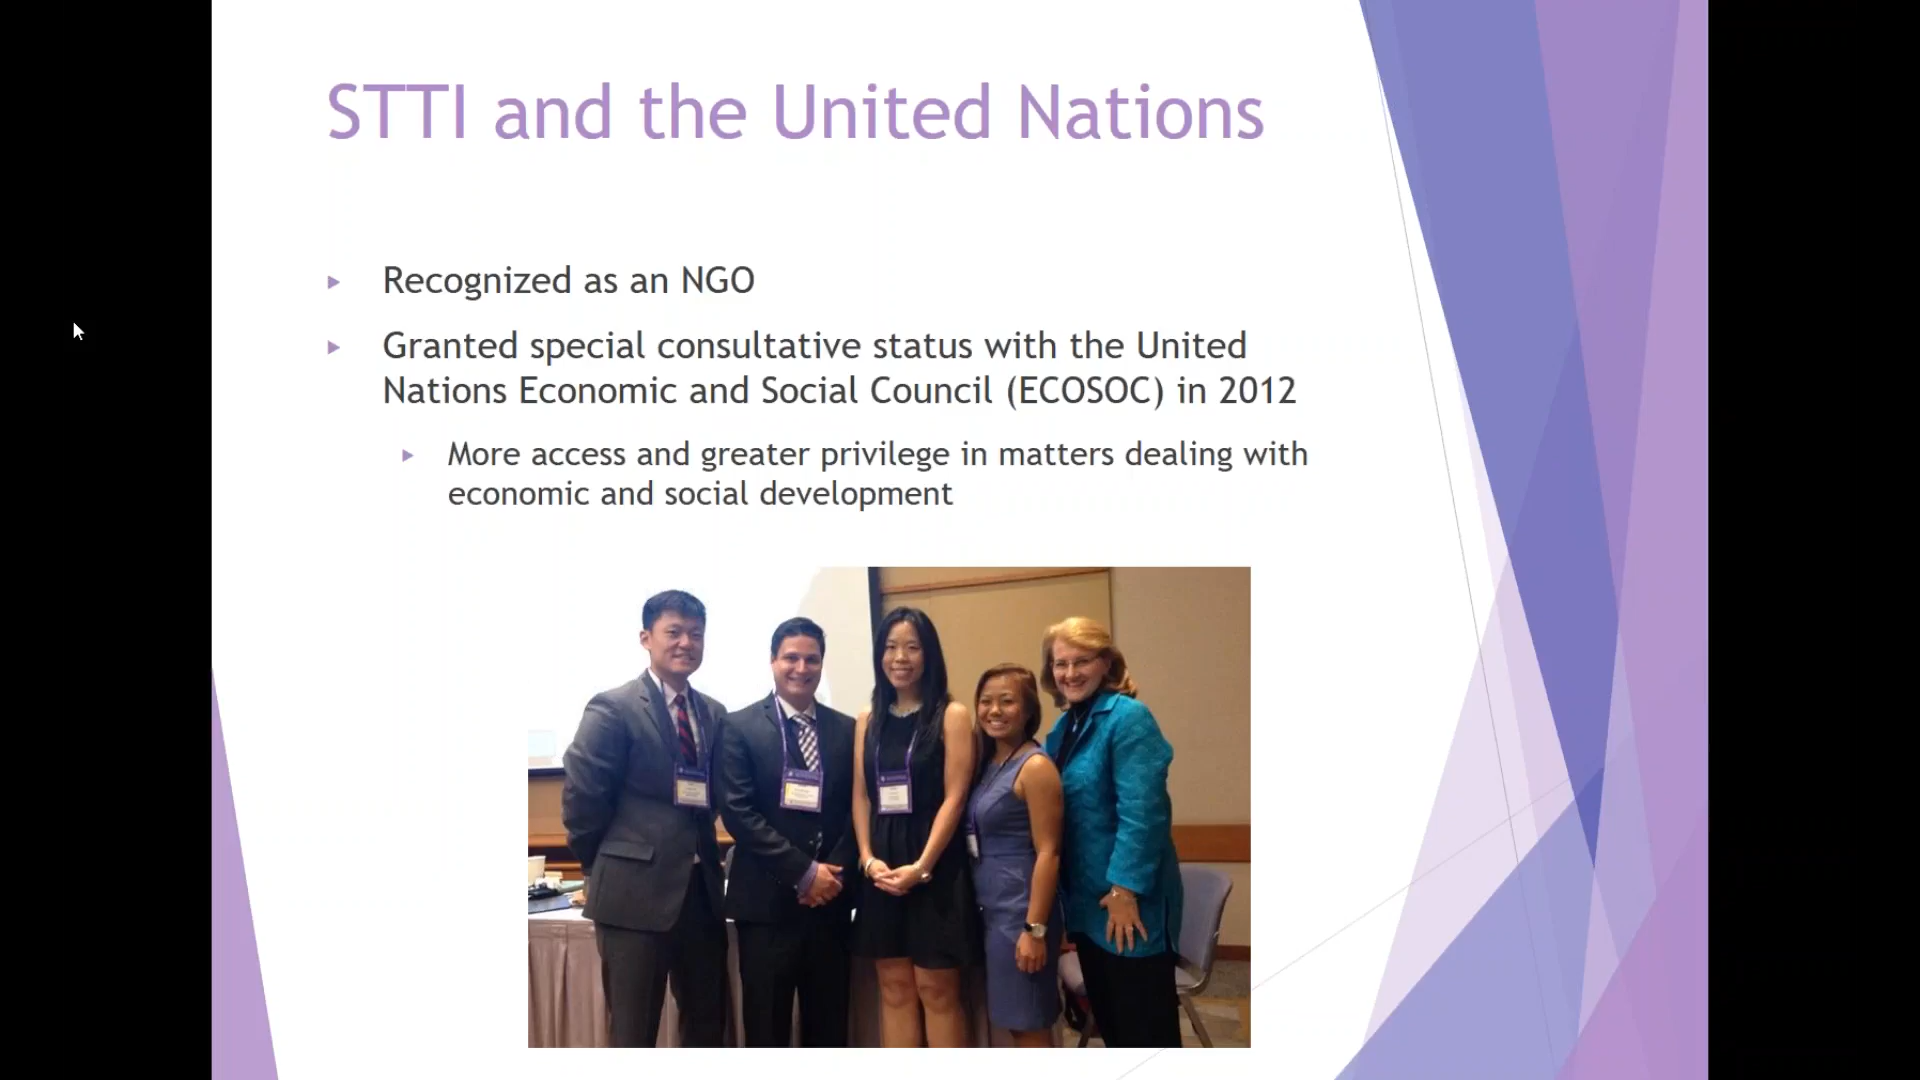 STTI and the United Nations
Recognized as an NGO
Granted special consultative status with the United
Nations Economic and Social Council (ECOSOC) in 2012
More access and greater privilege in matters dealing with
economic and social development